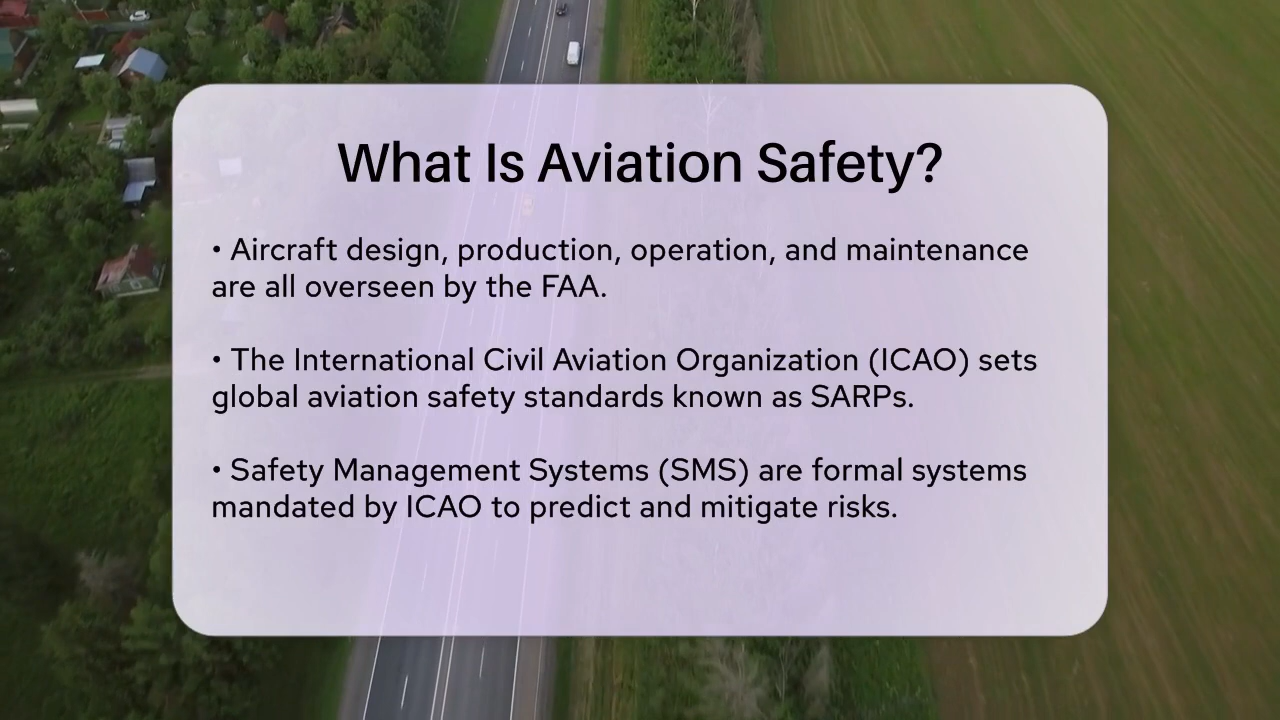 What Is Aviation Safety?
• Aircraft design, production, operation, and maintenance
are all overseen by the FAA.
• The International Civil Aviation Organization (ICAO) sets
global aviation safety standards known as SARPs.
• Safety Management Systems (SMS) are formal systems
mandated by ICAO to predict and mitigate risks.